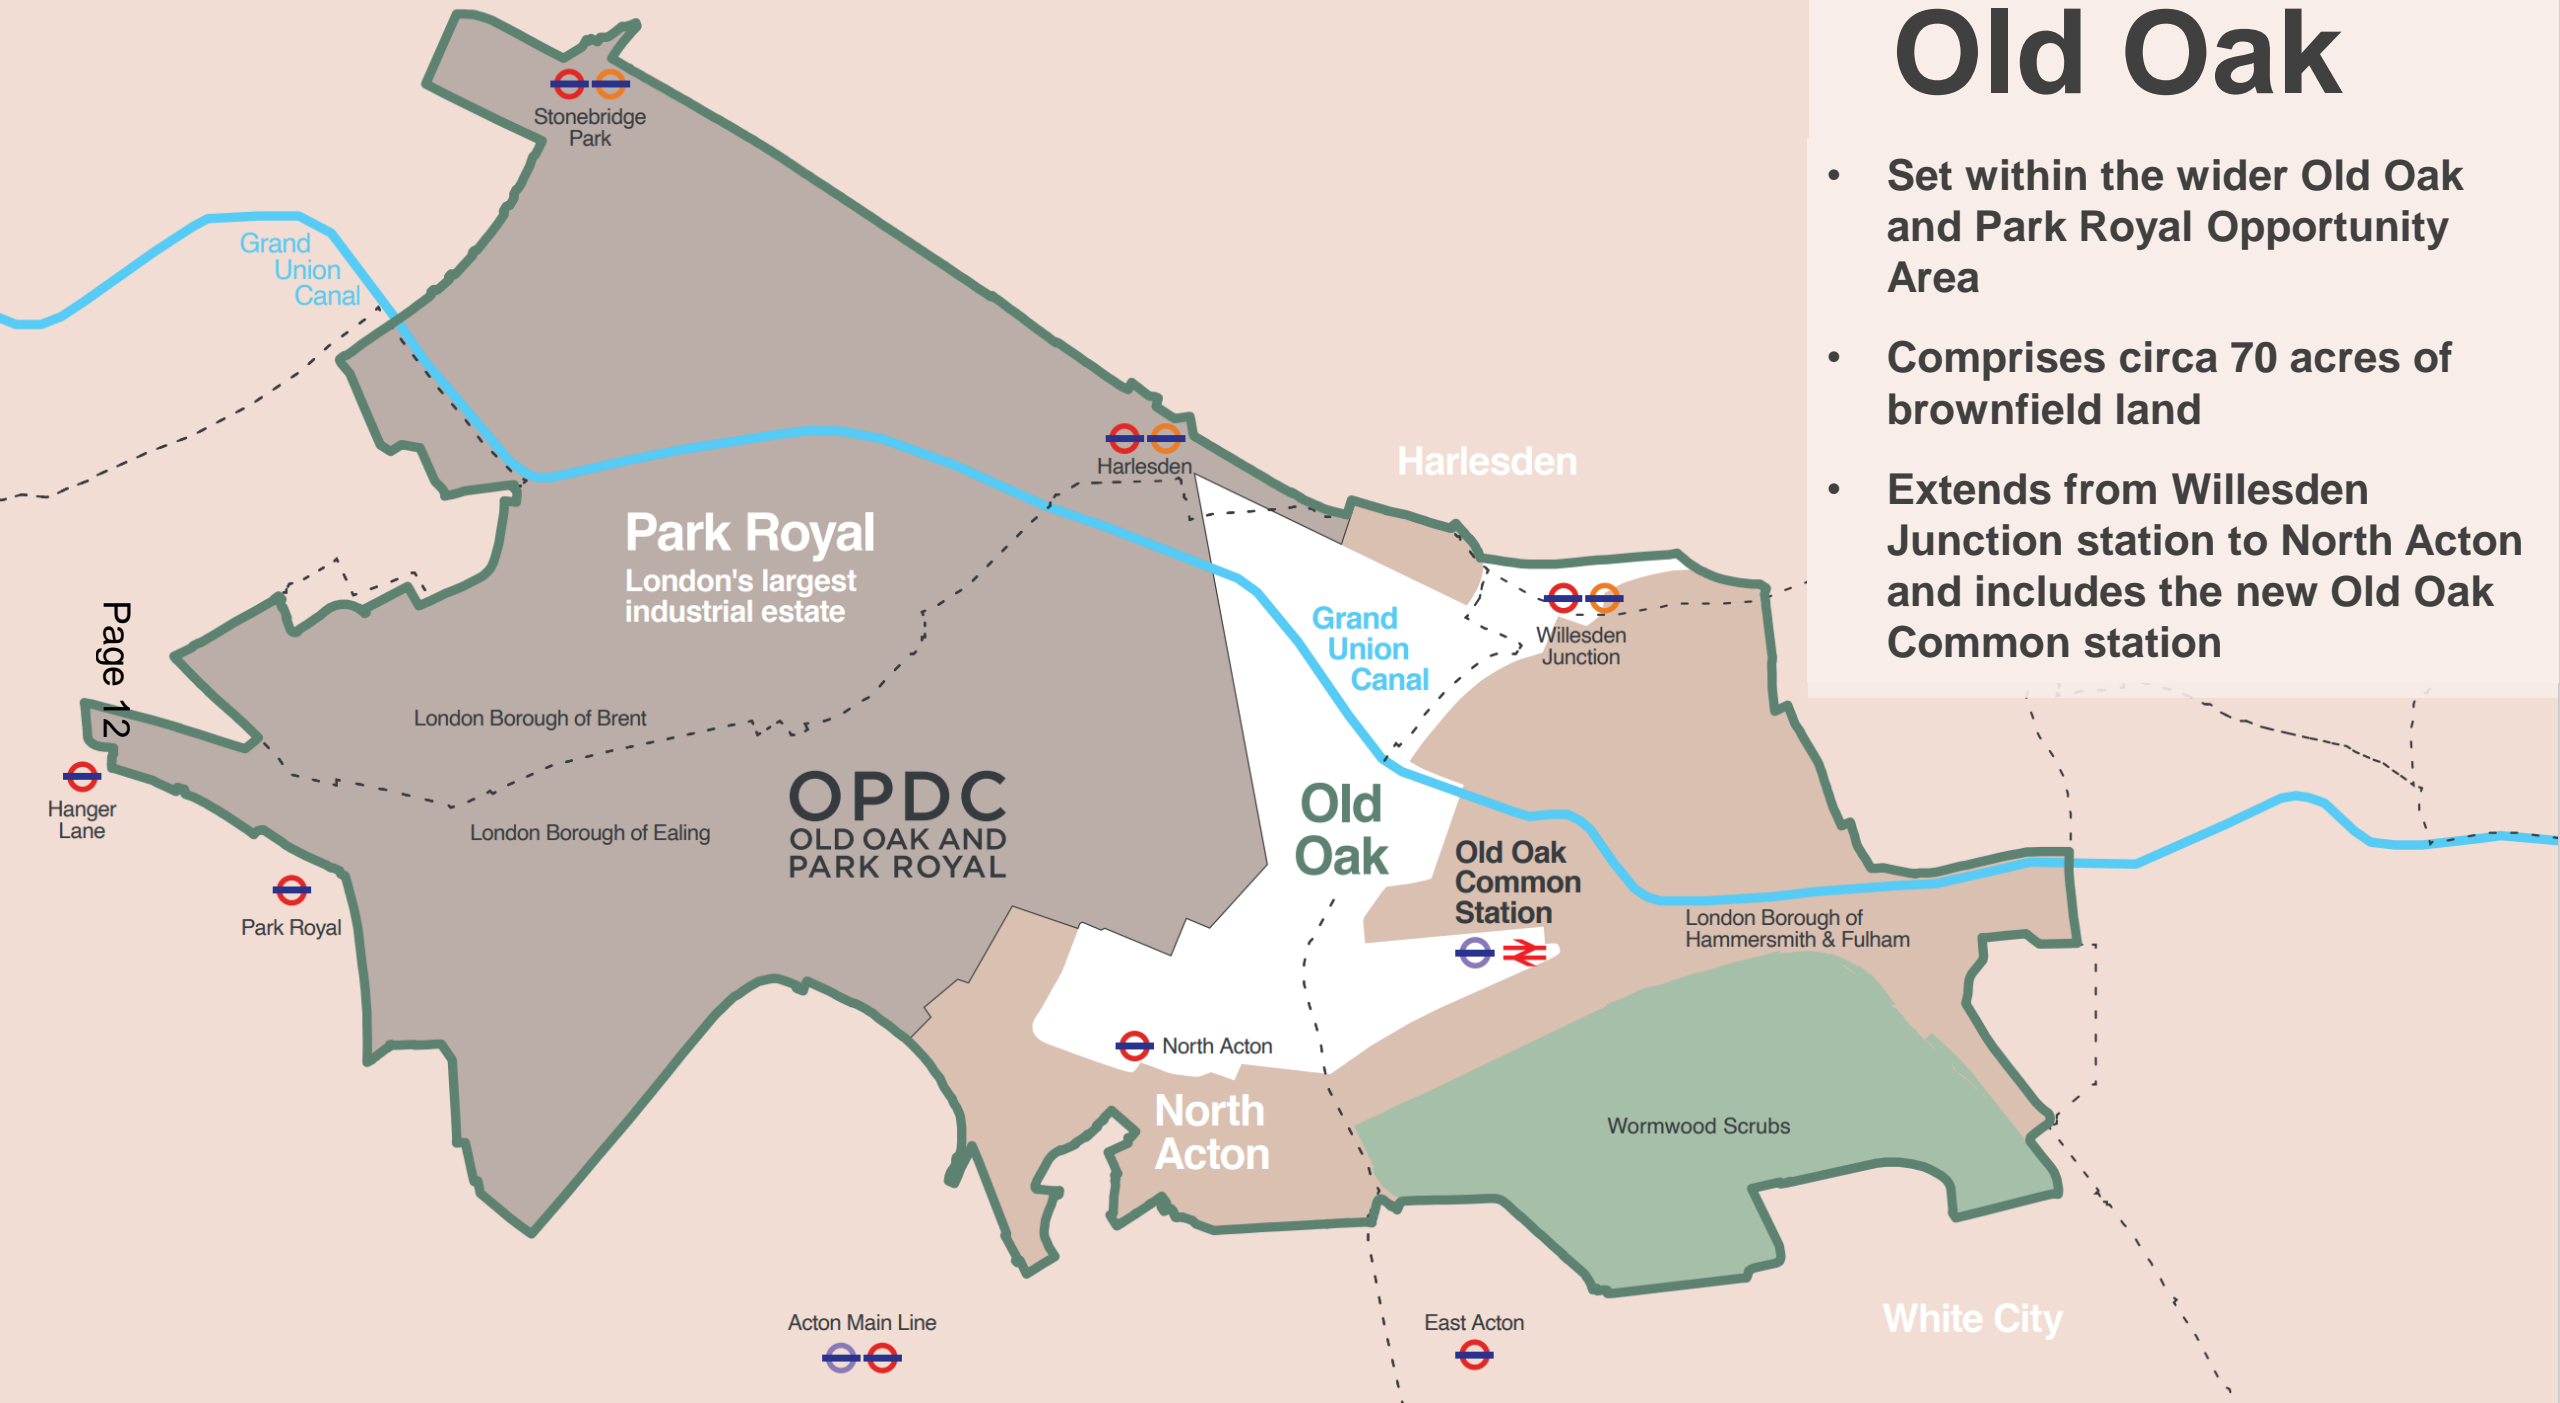 Old Oak
• Set within the wider Old Oak
and Park Royal Opportunity
Area
• Comprises circa 70 acres of
brownfield land
• Extends from Willesden
Junction station to North Acton
and includes the new Old Oak
Common station
Stonebridge
Park
Grand
Union
Canal
Harlesden
Harlesden
Park Royal
London's largest
industrial estate
Grand
Union
Canal
Willesden
Junction
Page 12
London Borough of Brent
Hanger
Lane
London Borough of Ealing
OPDC
OLD OAK AND
PARK ROYAL
Old
Oak
Old Oak
Common
Station
Park Royal
London Borough of
Hammersmith & Fulham
North Acton
North
Acton
Wormwood Scrubs
Acton Main Line
East Acton
White City